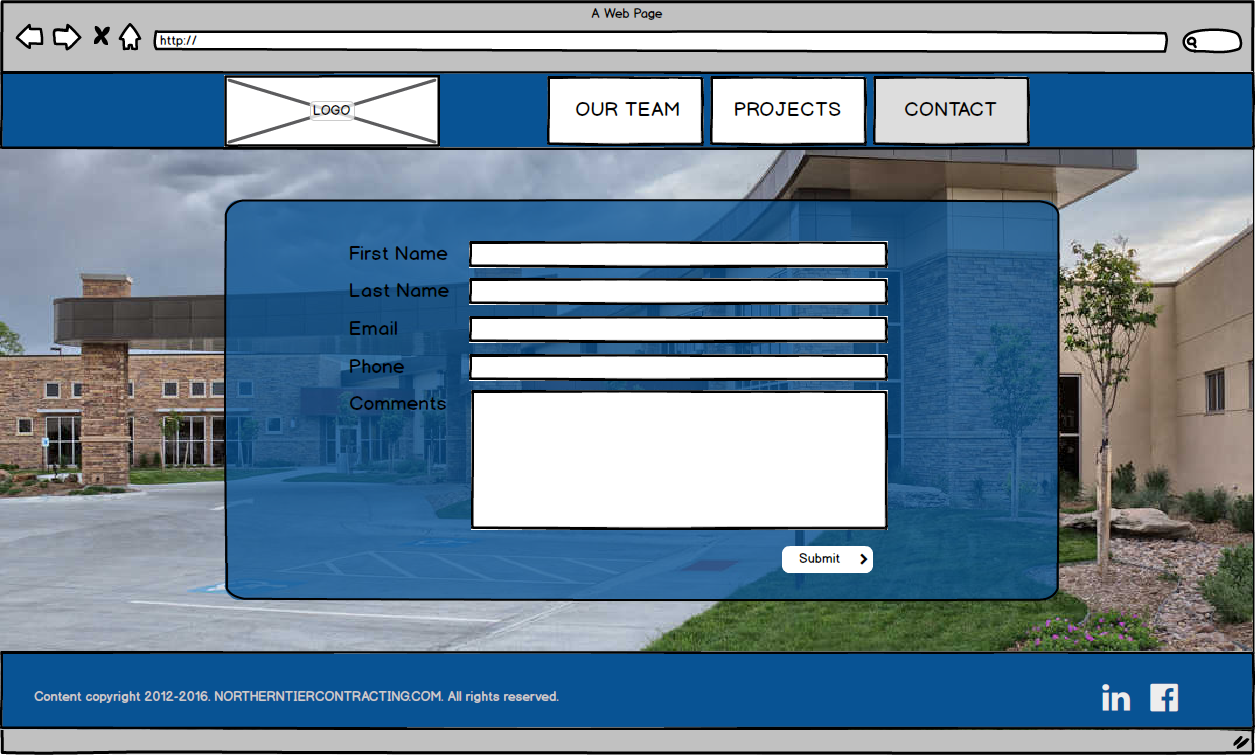 A Web Page
http://
LOGO
OUR TEAM
PROJECTS
CONTACT
First Name
Last Name
Email
Phone
Comments
Submit
Content copyright 2012-2016. NORTHERNTIERCONTRACTING.COM. All rights reserved.
in f